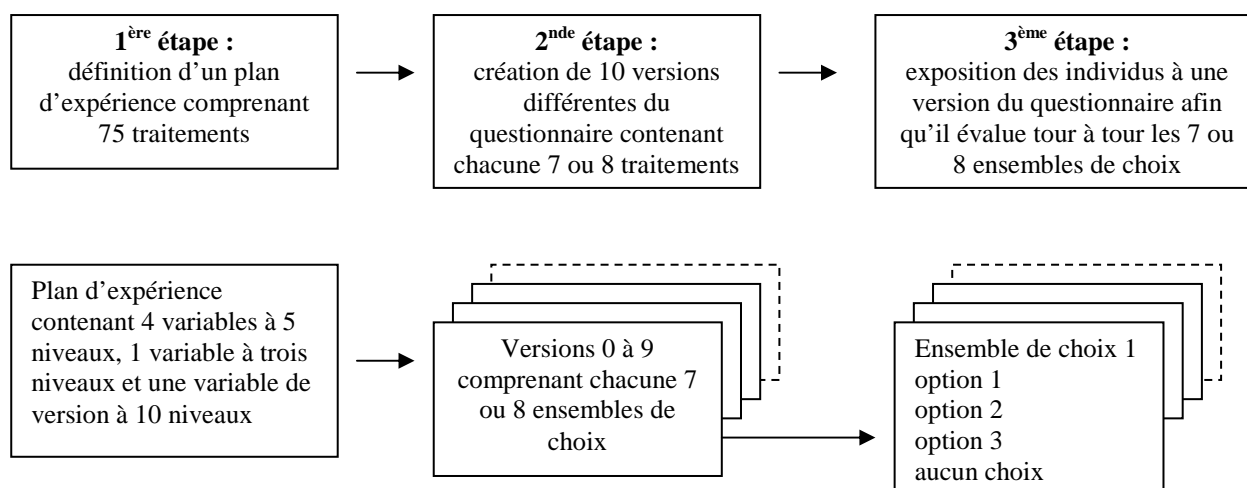 1ère étape :
définition d'un plan
d'expérience comprenant
75 traitements
2nde étape :
création de 10 versions
différentes du
questionnaire contenant
chacune 7 ou 8 traitements
3ème étape :
exposition des individus à une
version du questionnaire afin
qu'il évalue tour à tour les 7 ou
8 ensembles de choix
Plan d'expérience
contenant 4 variables à 5
niveaux, 1 variable à trois
niveaux et une variable de
version à 10 niveaux
Versions 0 à 9
comprenant chacune 7
ou 8 ensembles de
choix
Ensemble de choix 1
option 1
option 2
option 3
aucun choix